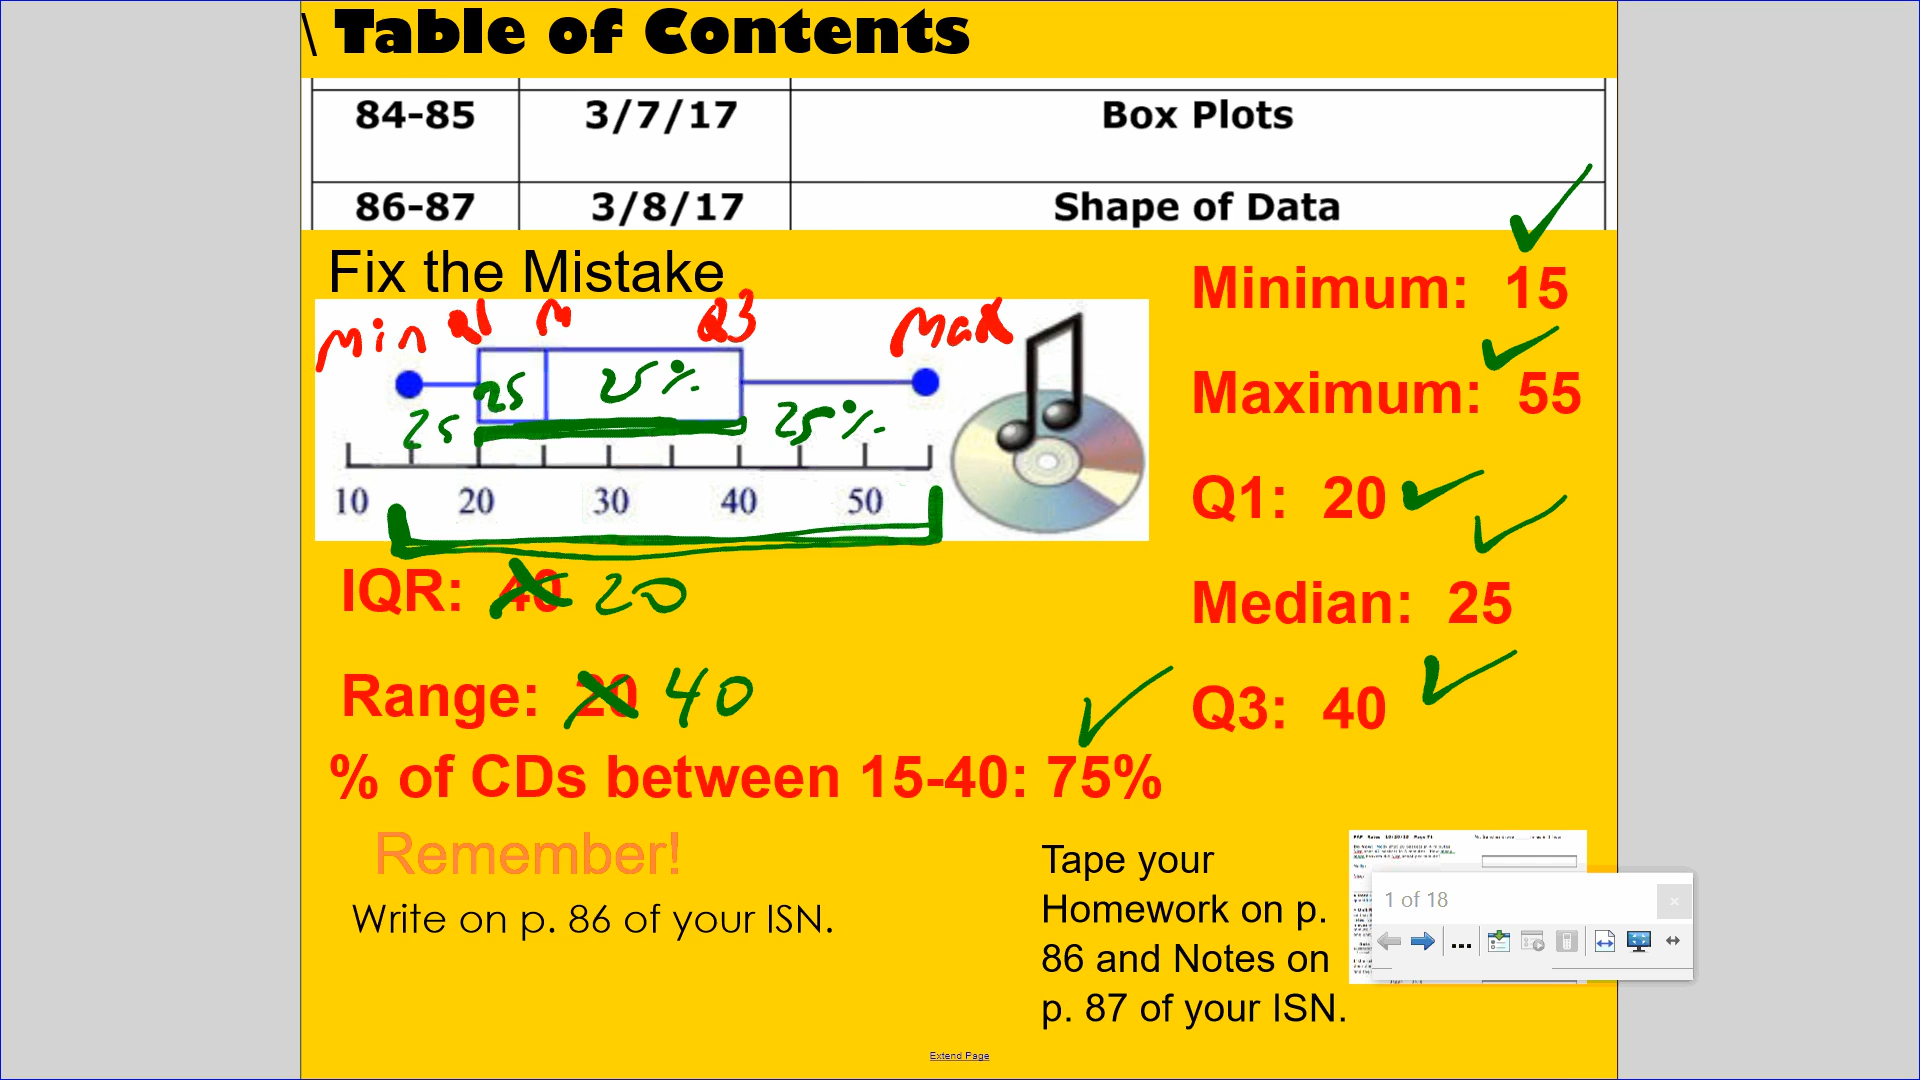 \ Table of Contents
84-85 3/7/17 Box Plots
86-87 3/8/17 Shape of Data
Fix the Mistake
Min Q1 M Q3 Max
25 25 25% 25%
10 20 30 40 50
IQR: 40 20
Range: 20 40
% of CDs between 15-40: 75%
Minimum: 15
Maximum: 55
Q1: 20
Median: 25
Q3: 40
Remember!
Write on p. 86 of your ISN.
Tape your
Homework on p.
86 and Notes on
p. 87 of your ISN.
1 of 18
Extend Page